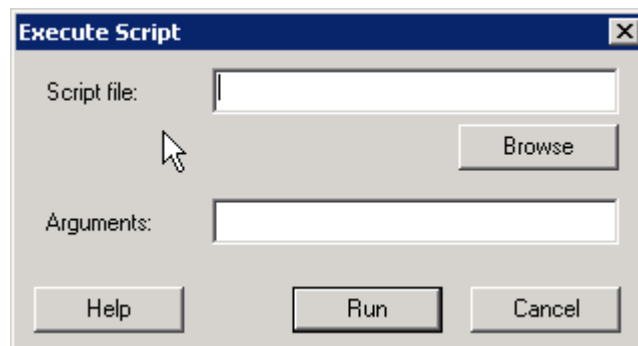 Execute Script
Script file:
Browse
Arguments:
Help Run Cancel